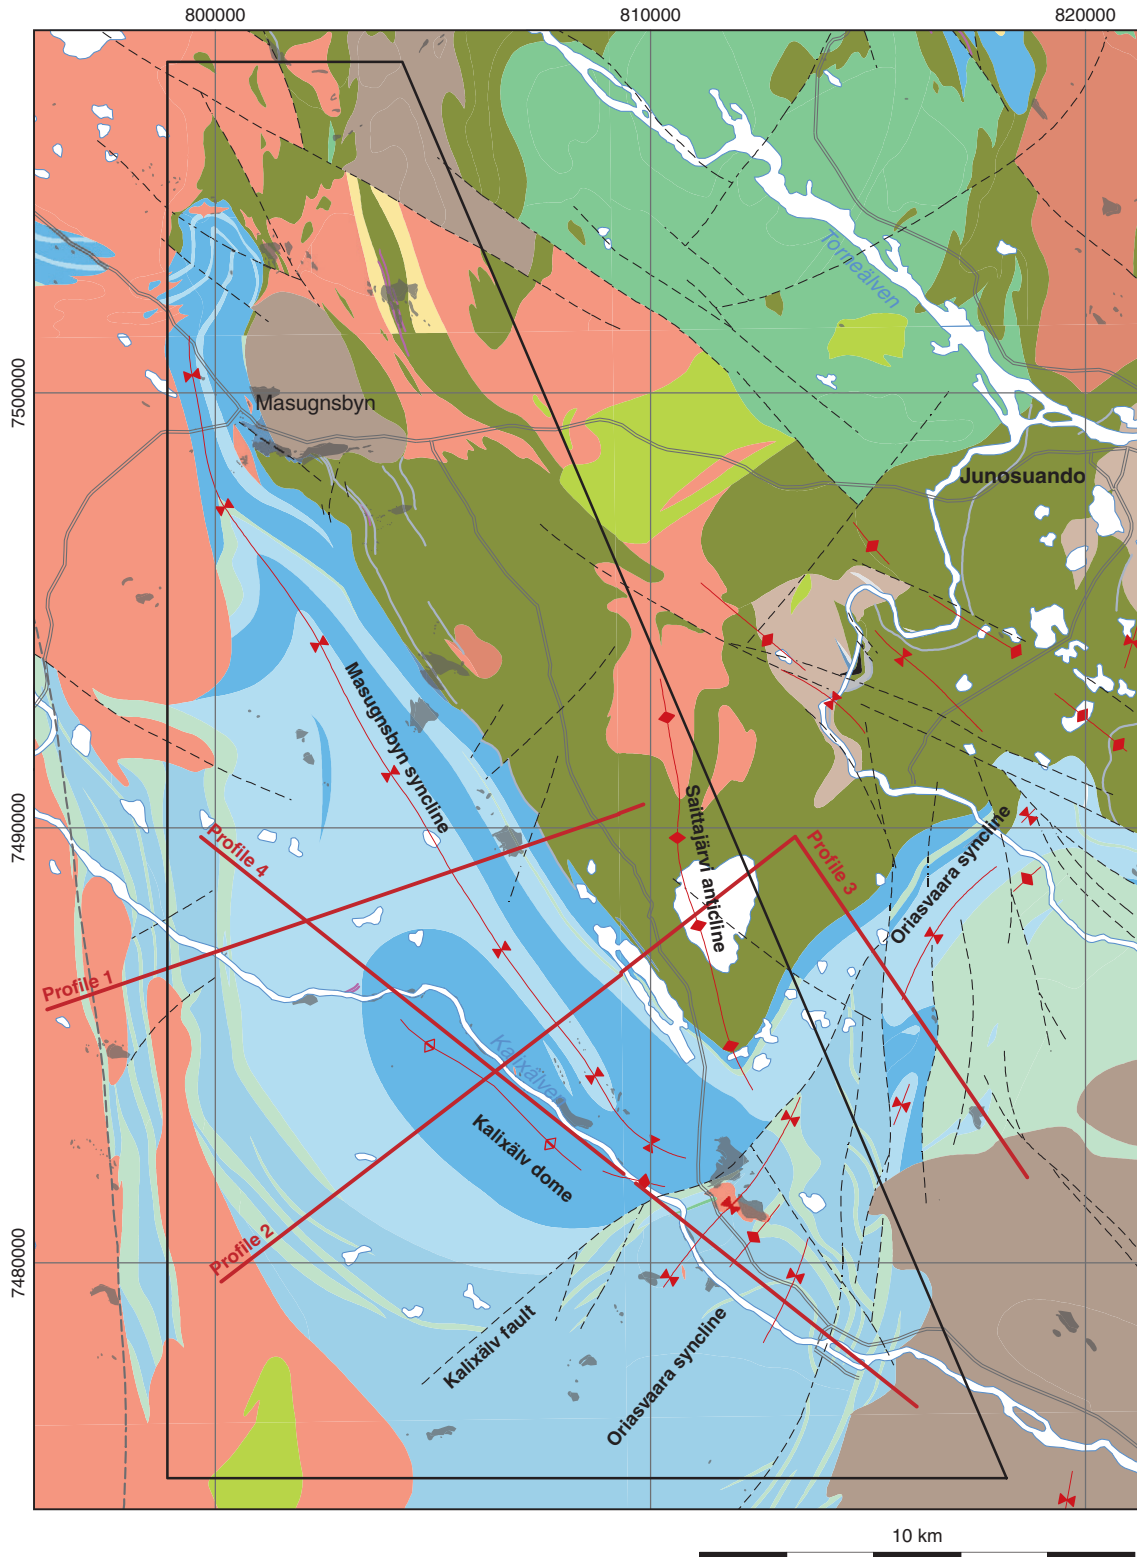 800000
810000
820000
7500000
7490000
7480000
Torneälven
Masugnsbyn
Junosuando
Masugnsbyn syncline
Saittajärvi anticline
Oriasvaara syncline
Profile 4
Profile 3
Profile 1
Kalixälven
Kalixälv dome
Profile 2
Kalixälv fault
Oriasvaara syncline
10 km